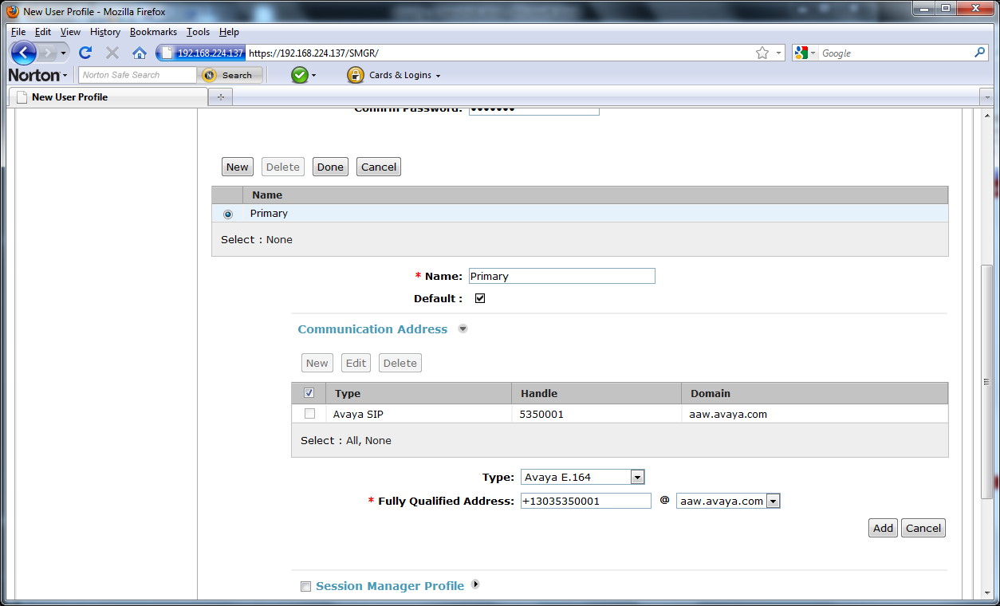 New User Profile - Mozilla Firefox
File Edit View History Bookmarks Tools Help
192.168.224.137 https://192.168.224.137/SMGR/ Google
Norton Norton Safe Search Search Cards & Logins
New User Profile
Confirm Password:
New Delete Done Cancel
Name
Primary
Select : None
* Name: Primary
Default :
Communication Address
New Edit Delete
Type Handle Domain
Avaya SIP 5350001 aaw.avaya.com
Select : All, None
Type: Avaya E.164
* Fully Qualified Address: +13035350001 @ aaw.avaya.com
Add Cancel
Session Manager Profile